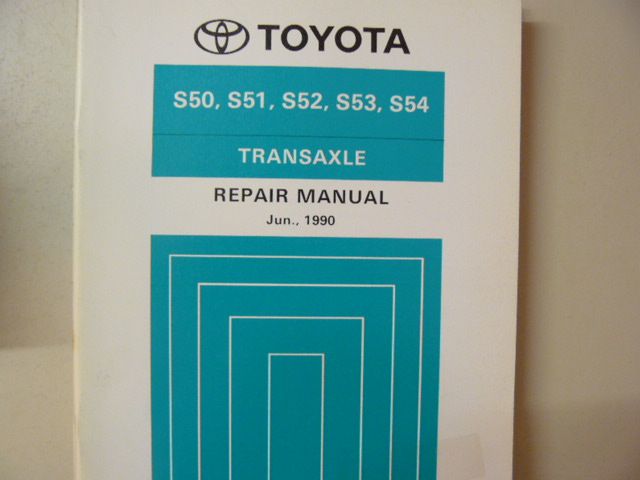 TOYOTA
S50, S51, S52, S53, S54
TRANSAXLE
REPAIR MANUAL
Jun., 1990